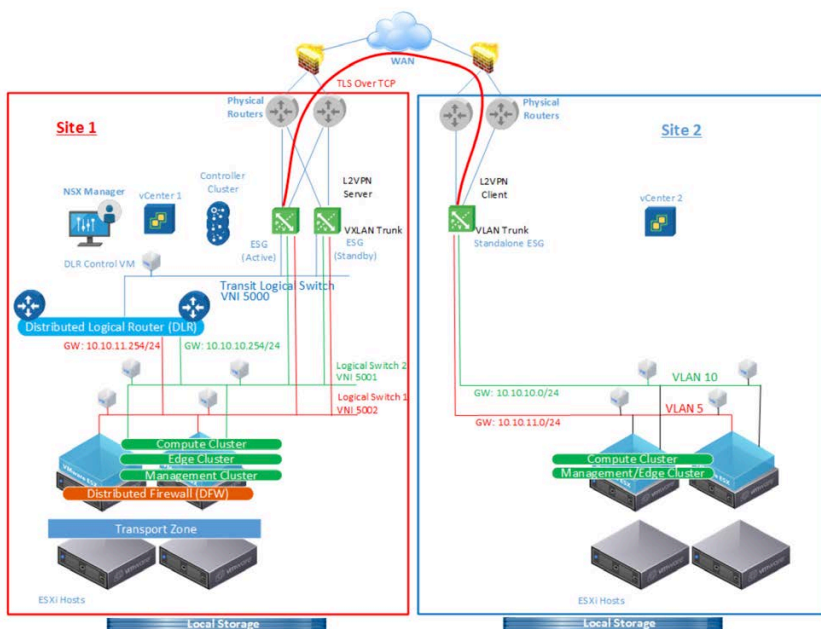 WAN
TLS Over TCP
Physical
Routers
Physical
Routers
Site 1
Site 2
NSX Manager
vCenter 1
Controller
Cluster
L2VPN
Server
L2VPN
Client
vCenter 2
VXLAN Trunk
VLAN Trunk
ESG
(Active)
ESG
(Standby)
Standalone ESG
DLR Control VM
Transit Logical Switch
VNI 5000
Distributed Logical Router (DLR)
GW: 10.10.11.254/24
GW: 10.10.10.254/24
Logical Switch 2
VNI 5001
Logical Switch 1
VNI 5002
VLAN 10
GW: 10.10.10.0/24
VLAN 5
GW: 10.10.11.0/24
Compute Cluster
Edge Cluster
Management Cluster
Distributed Firewall (DFW)
Compute Cluster
Management/Edge Cluster
Transport Zone
ESXi Hosts
ESXi Hosts
Local Storage
Local Storage